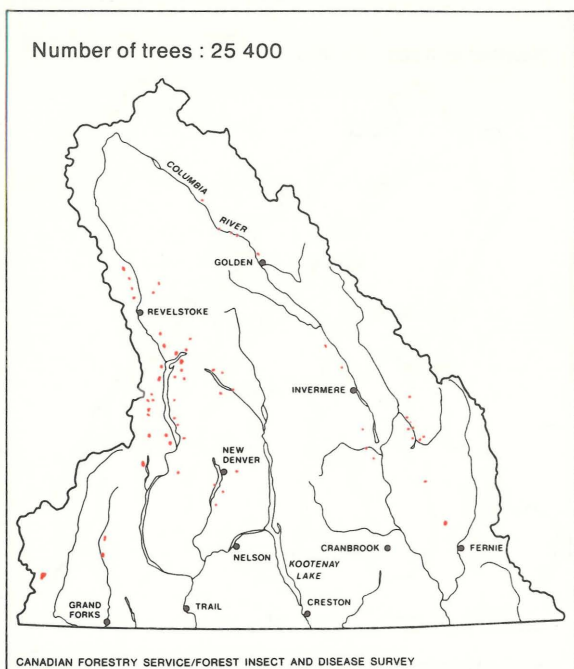 Number of trees : 25 400
COLUMBIA
RIVER
GOLDEN
REVELSTOKE
INVERMERE
NEW
DENVER
NELSON
KOOTENAY
LAKE
CRANBROOK
FERNIE
GRAND
FORKS
TRAIL
CRESTON
CANADIAN FORESTRY SERVICE/FOREST INSECT AND DISEASE SURVEY